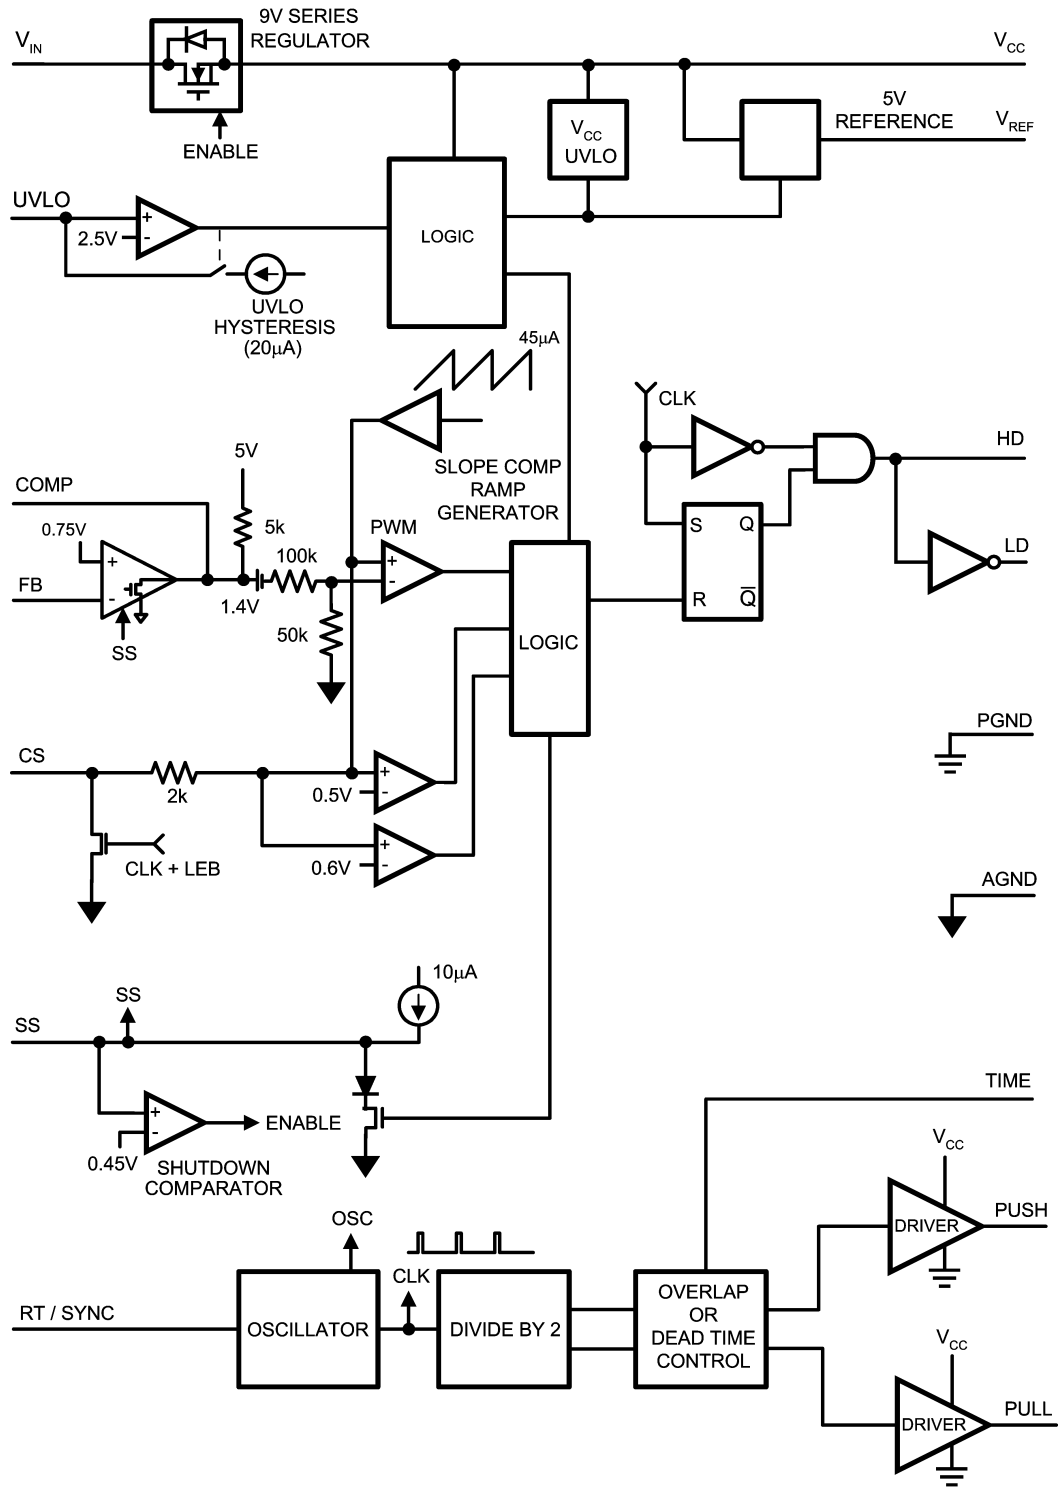 9V SERIES
REGULATOR
VIN
VCC
ENABLE
VCC
UVLO
5V
REFERENCE
VREF
UVLO
+
-
2.5V
LOGIC
UVLO
HYSTERESIS
(20µA)
45µA
SLOPE COMP
RAMP
GENERATOR
CLK
HD
LD
S
Q
R
Q̅
5V
COMP
0.75V
5k
100k
PWM
+
-
+
-
FB
1.4V
50k
SS
LOGIC
PGND
CS
2k
+
-
0.5V
+
-
0.6V
CLK + LEB
AGND
10µA
SS
SS
+
-
ENABLE
0.45V
SHUTDOWN
COMPARATOR
TIME
VCC
DRIVER
PUSH
OSC
CLK
RT / SYNC
OSCILLATOR
DIVIDE BY 2
OVERLAP
OR
DEAD TIME
CONTROL
VCC
DRIVER
PULL